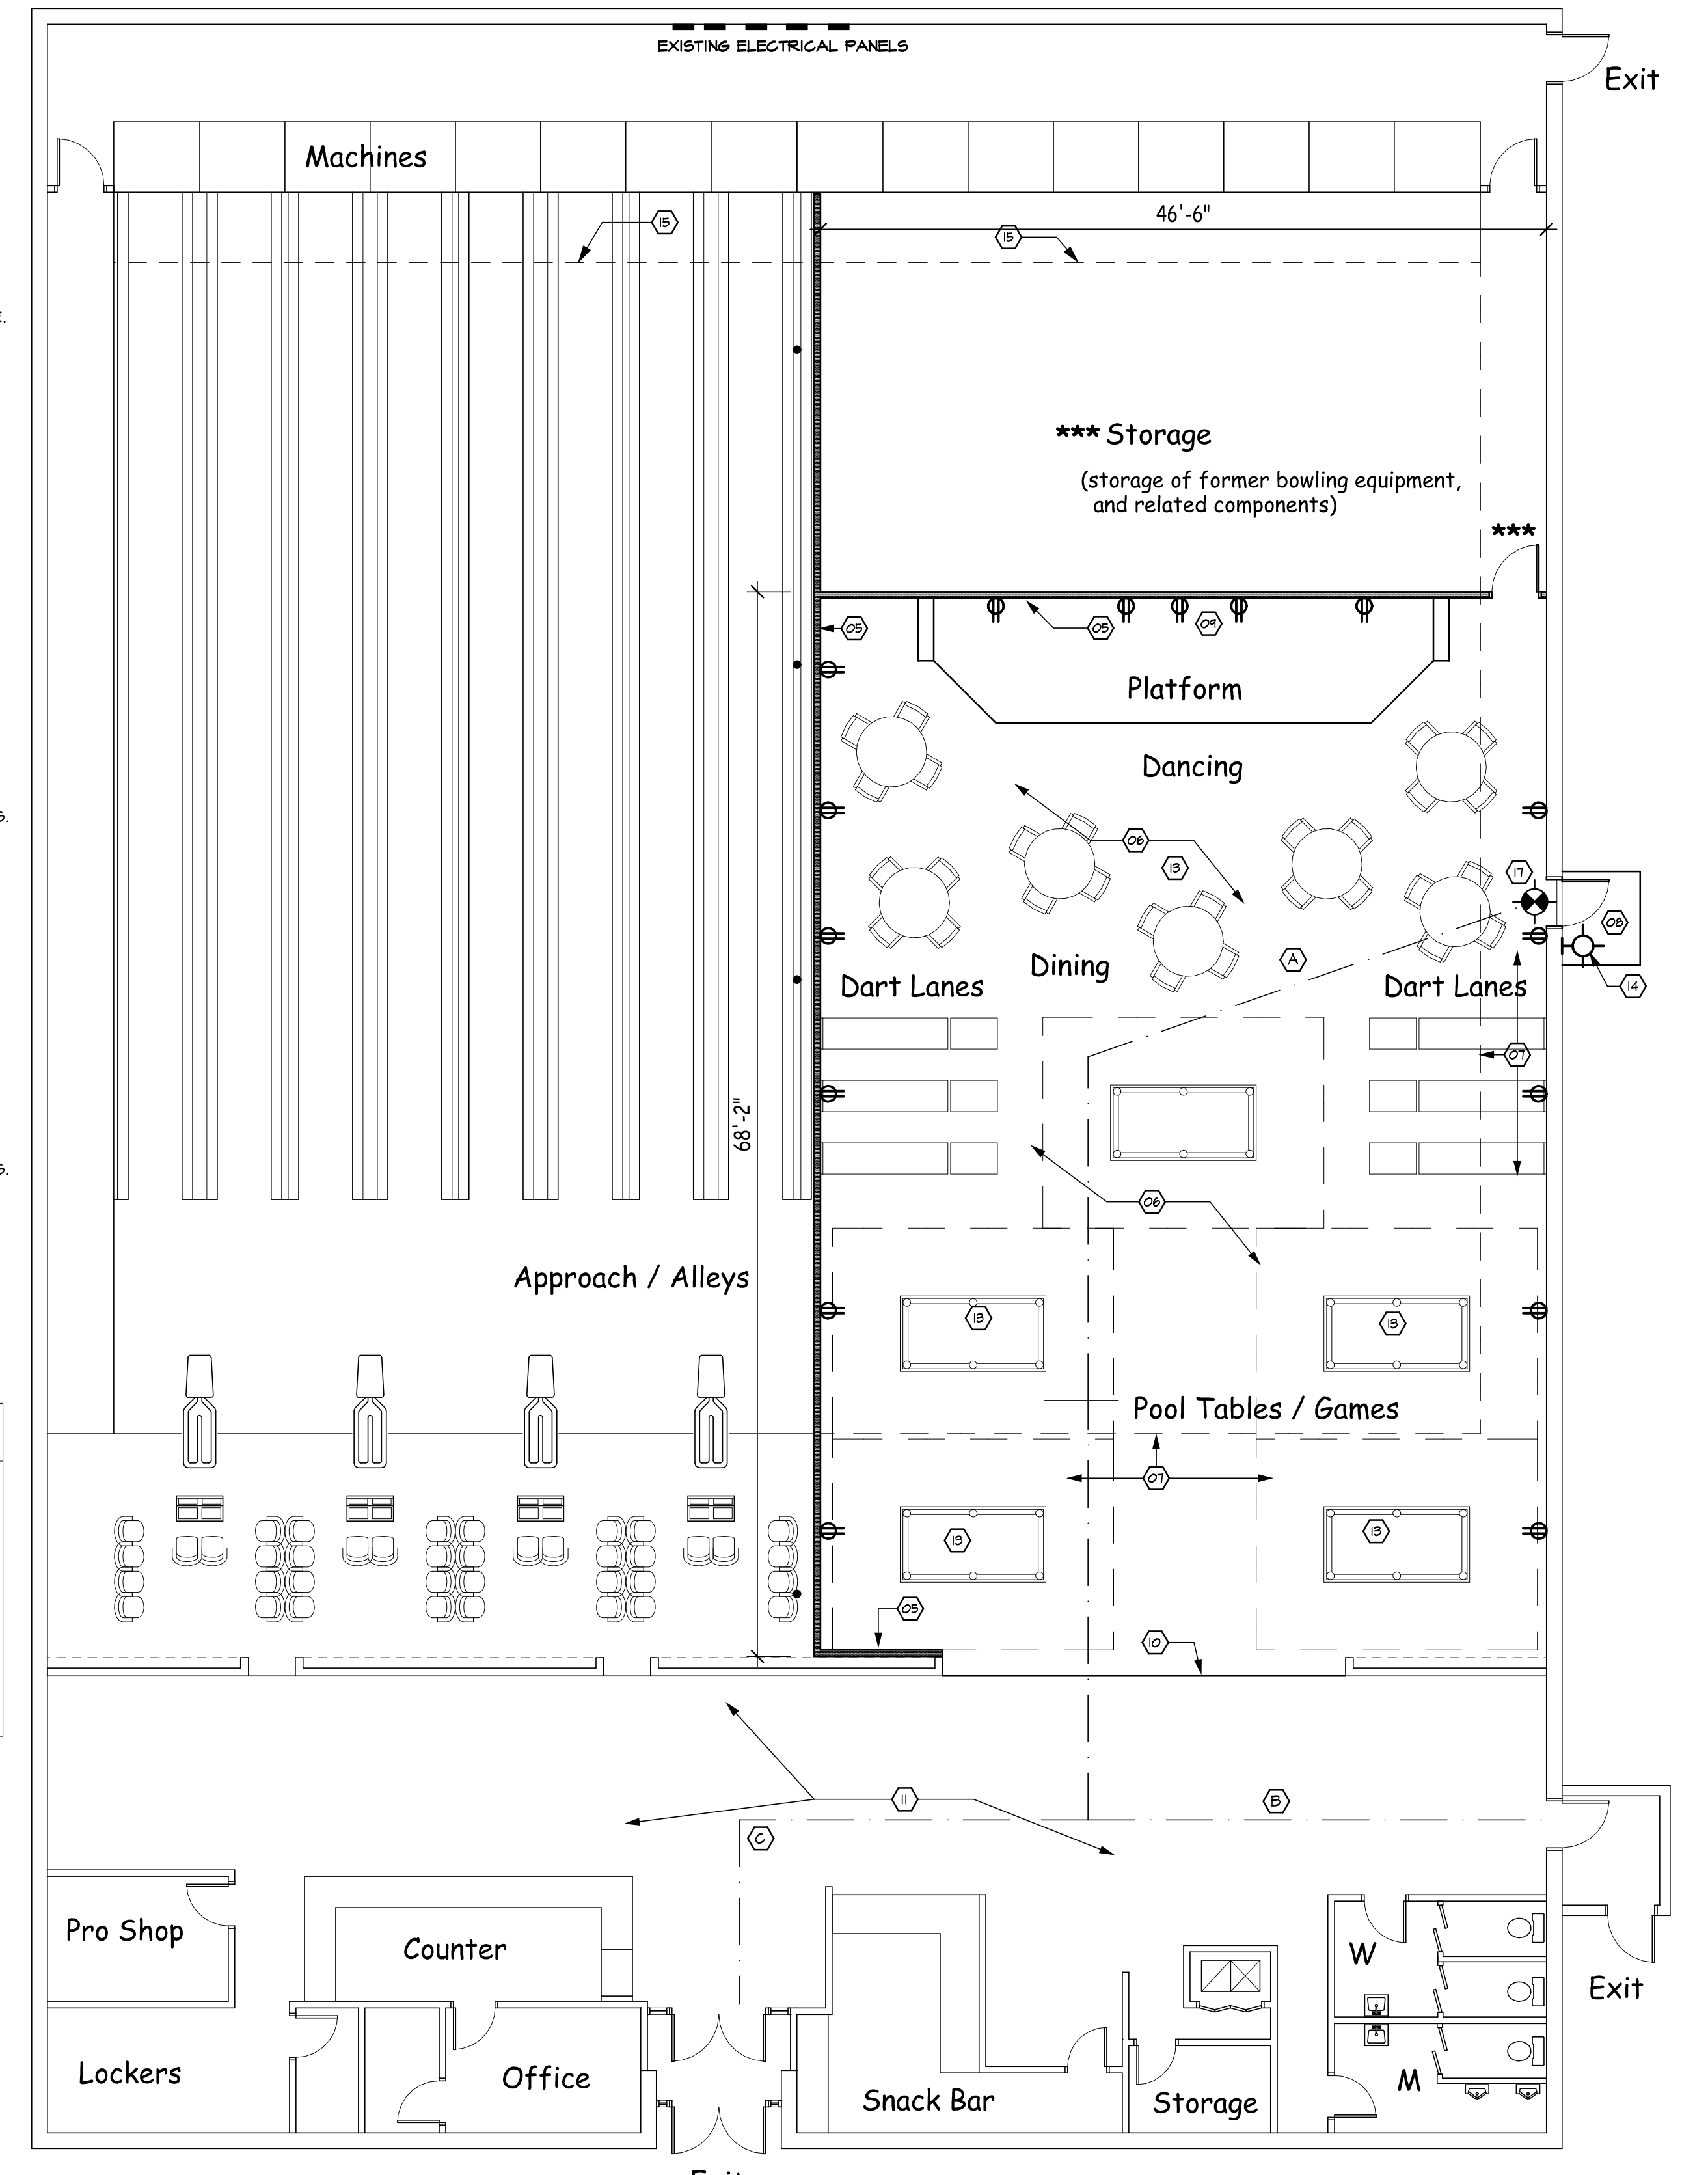 EXISTING ELECTRICAL PANELS
Exit
Machines
46'-6"
15
15
E.
*** Storage
(storage of former bowling equipment,
and related components)
***
05
05
09
Platform
Dancing
S.
06
13
17
08
A
Dining
Dart Lanes
Dart Lanes
14
07
68'-2"
S.
06
Approach / Alleys
13
13
Pool Tables / Games
07
13
13
05
10
11
B
C
Pro Shop
Counter
W
Exit
Lockers
Office
Snack Bar
Storage
M